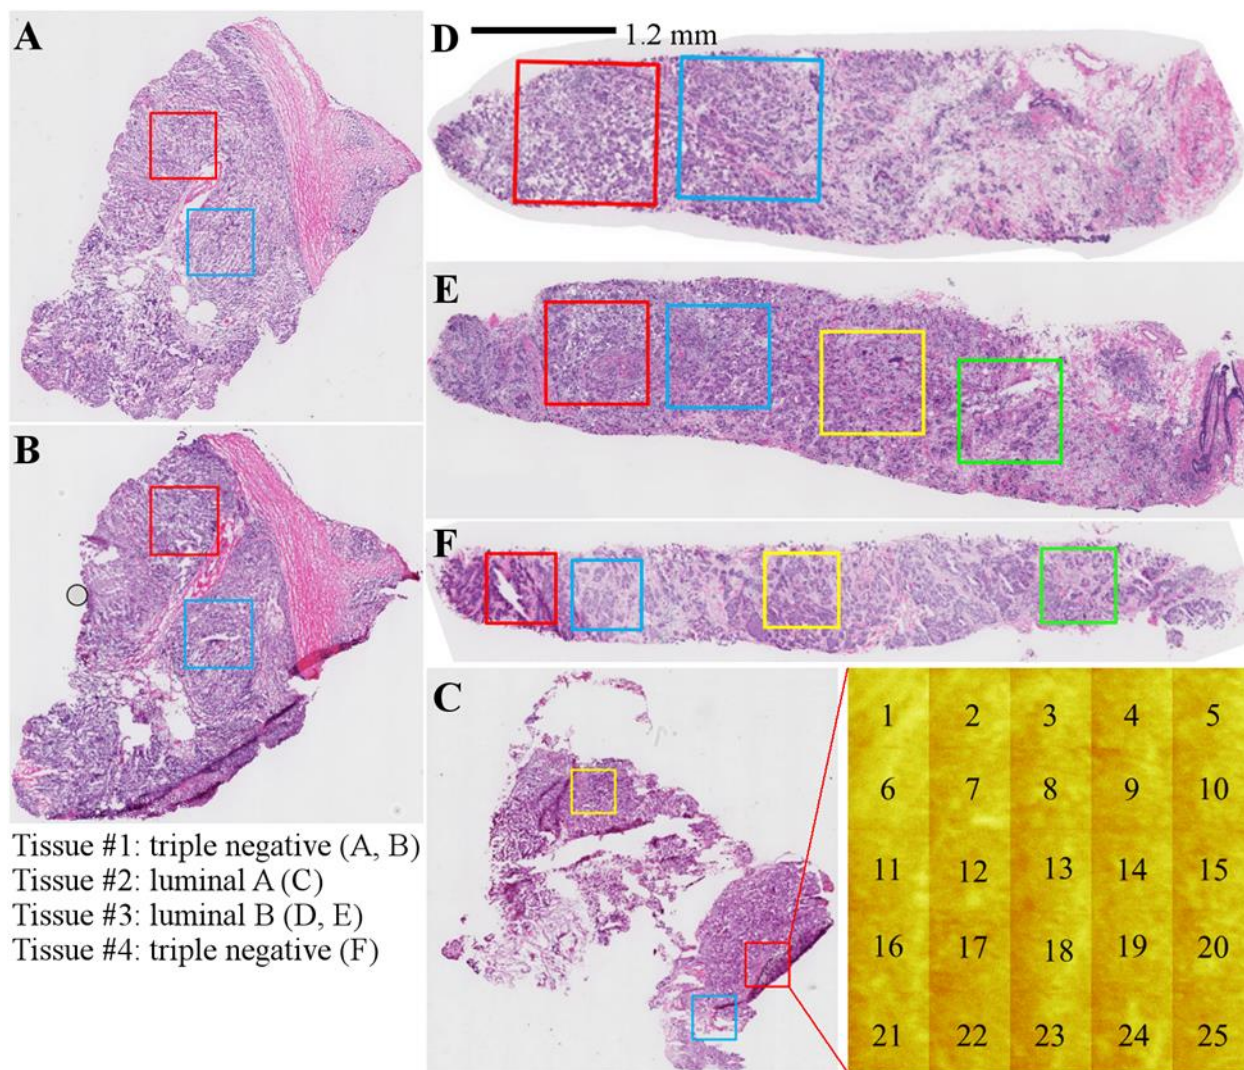 A
B
Tissue #1: triple negative (A, B)
Tissue #2: luminal A (C)
Tissue #3: luminal B (D, E)
Tissue #4: triple negative (F)
D 1.2 mm
E
F
C
1 2 3 4 5
6 7 8 9 10
11 12 13 14 15
16 17 18 19 20
21 22 23 24 25